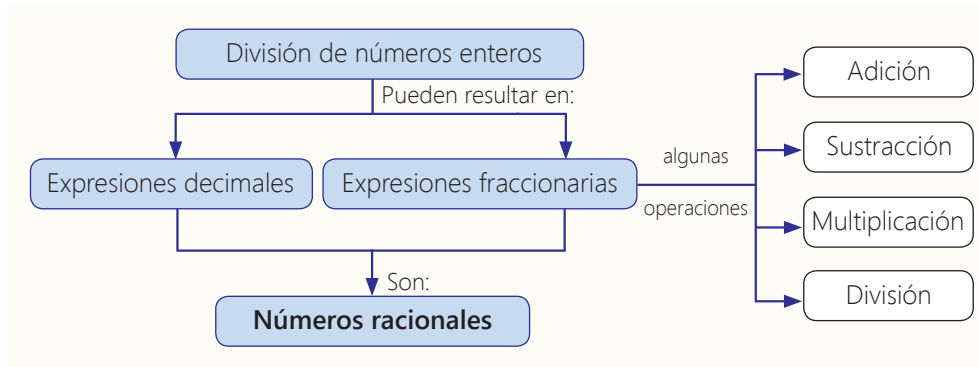 División de números enteros
Pueden resultar en:
Expresiones decimales
Expresiones fraccionarias
algunas
operaciones
Adición
Sustracción
Multiplicación
División
Son:
Números racionales